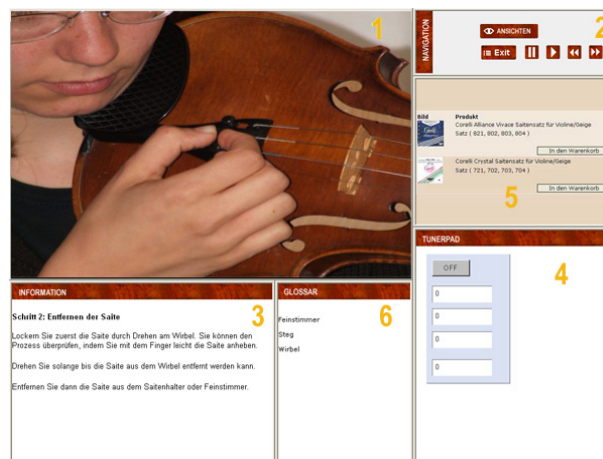 1
NAVIGATION
ANSICHTEN
2
Exit
Bild Produkt
Corelli Alliance Vivace Saitensatz für Violine/Geige
Satz ( 821, 802, 803, 804 )
In den Warenkorb
Corelli Crystal Saitensatz für Violine/Geige
Satz ( 721, 702, 703, 704 )
In den Warenkorb
5
TUNERPAD
4
OFF
0
0
0
0
INFORMATION
3
Schritt 2: Entfernen der Saite
Lockern Sie zuerst die Saite durch Drehen am Wirbel. Sie können den
Prozess überprüfen, indem Sie mit dem Finger leicht die Saite anheben.
Drehen Sie solange bis die Saite aus dem Wirbel entfernt werden kann.
Entfernen Sie dann die Saite aus dem Saitenhalter oder Feinstimmer.
GLOSSAR
6
Feinstimmer
Steg
Wirbel